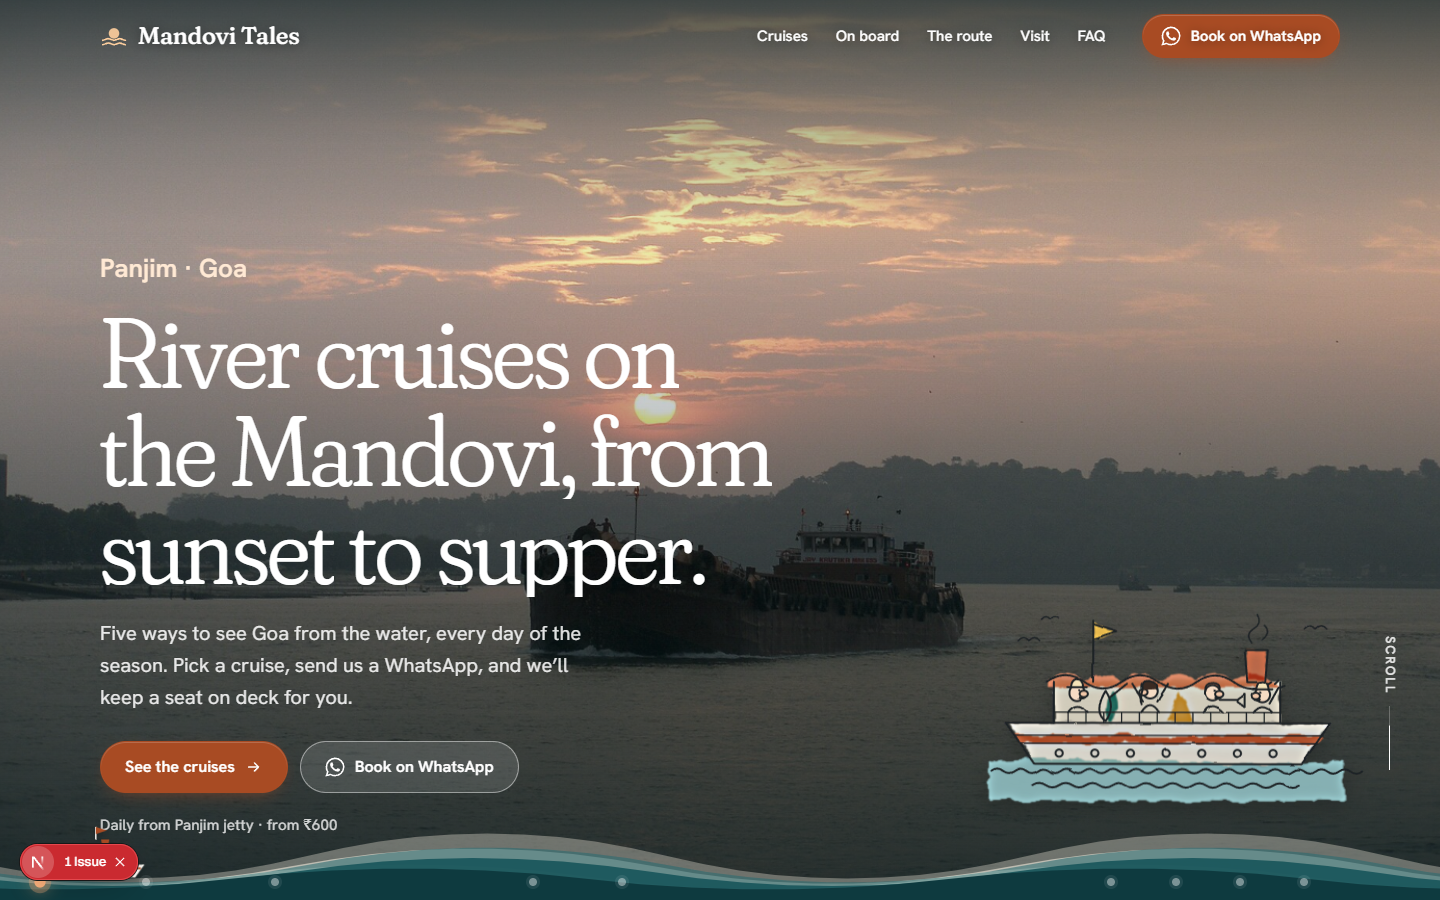 Mandovi Tales
Cruises
On board
The route
Visit
FAQ
Book on WhatsApp
Panjim · Goa
River cruises on
the Mandovi, from
sunset to supper.
Five ways to see Goa from the water, every day of the
season. Pick a cruise, send us a WhatsApp, and we’ll
keep a seat on deck for you.
See the cruises →
Book on WhatsApp
Daily from Panjim jetty · from ₹600
SCROLL
N
1 Issue